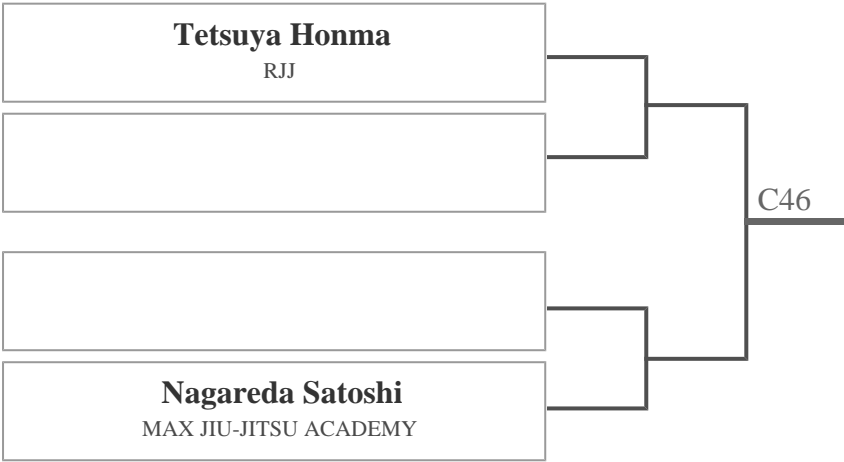 Tetsuya Honma
RJJ
C46
Nagareda Satoshi
MAX JIU-JITSU ACADEMY